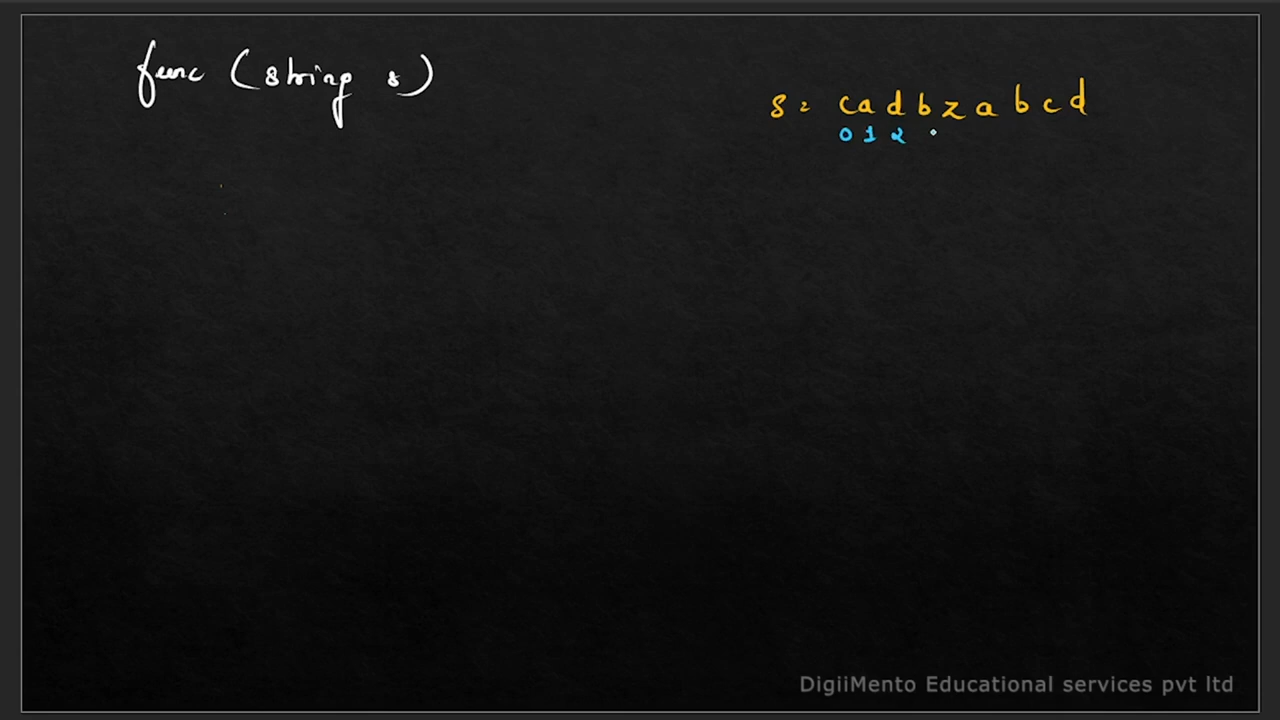 func (string s)
s = cadbzabcd
0 1 2
DigiiMento Educational services pvt ltd